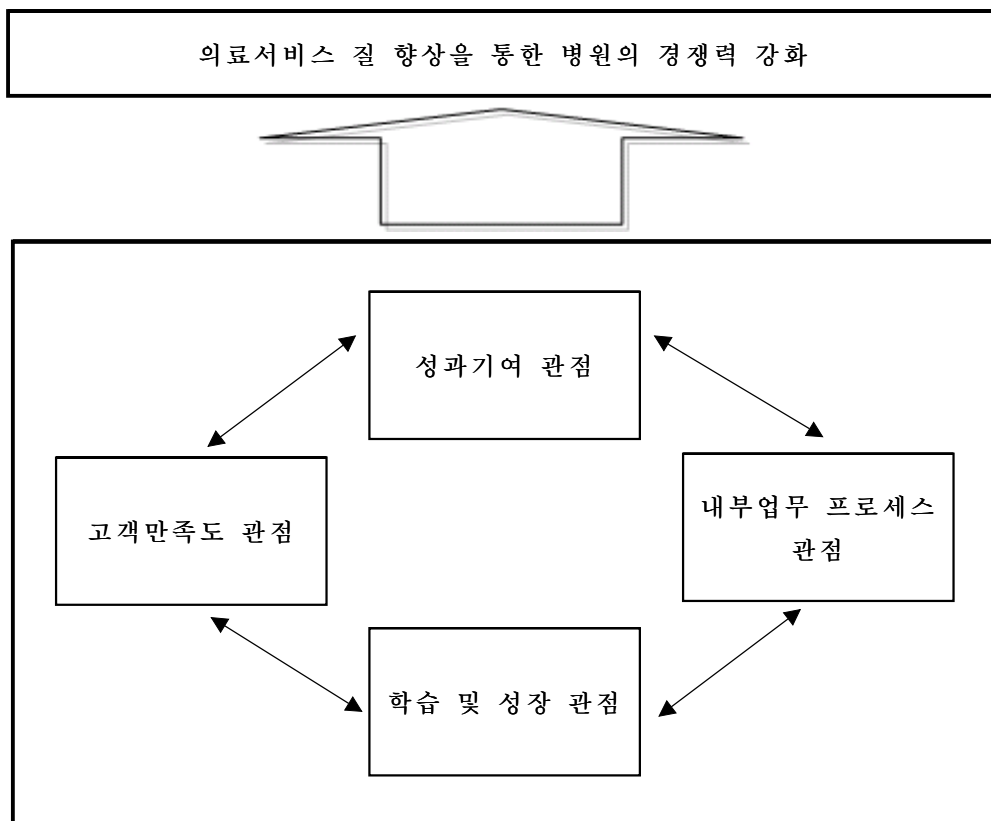 의료서비스 질 향상을 통한 병원의 경쟁력 강화
성과기여 관점
고객만족도 관점
내부업무 프로세스
관점
학습 및 성장 관점